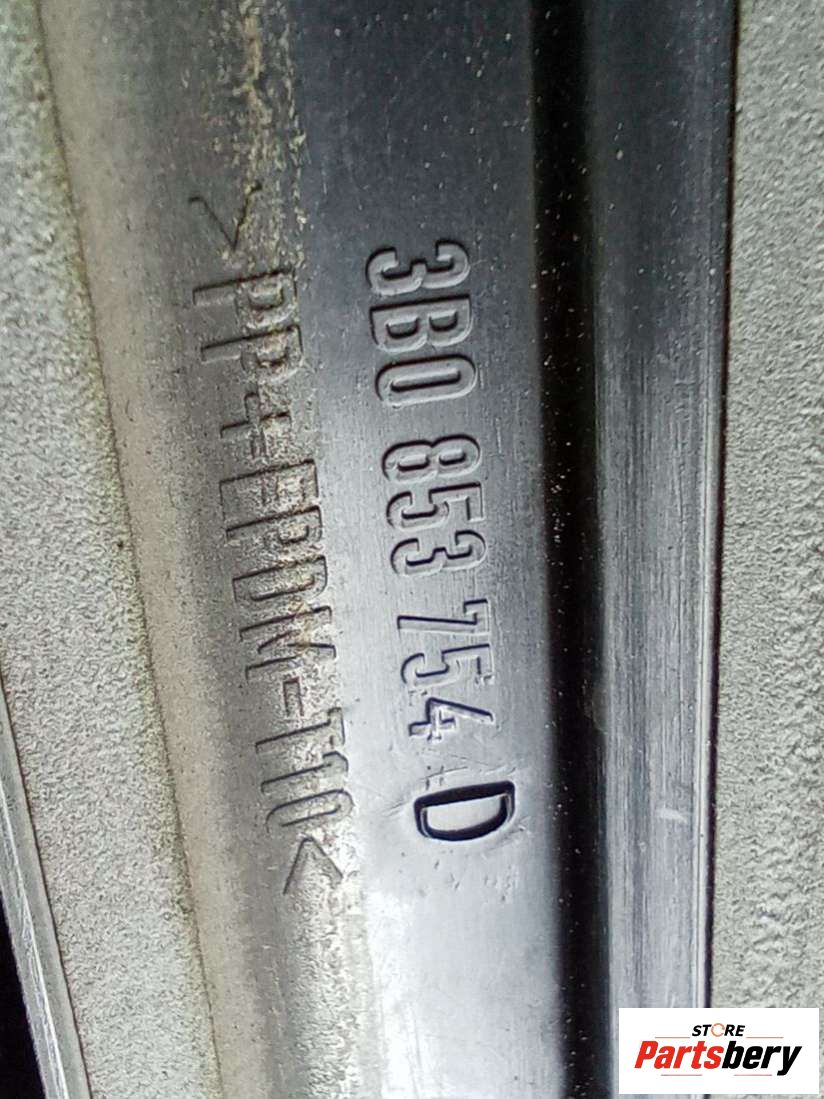 3B0 853 754 D
>PP+EPDM-T10<
STORE
Partsbery